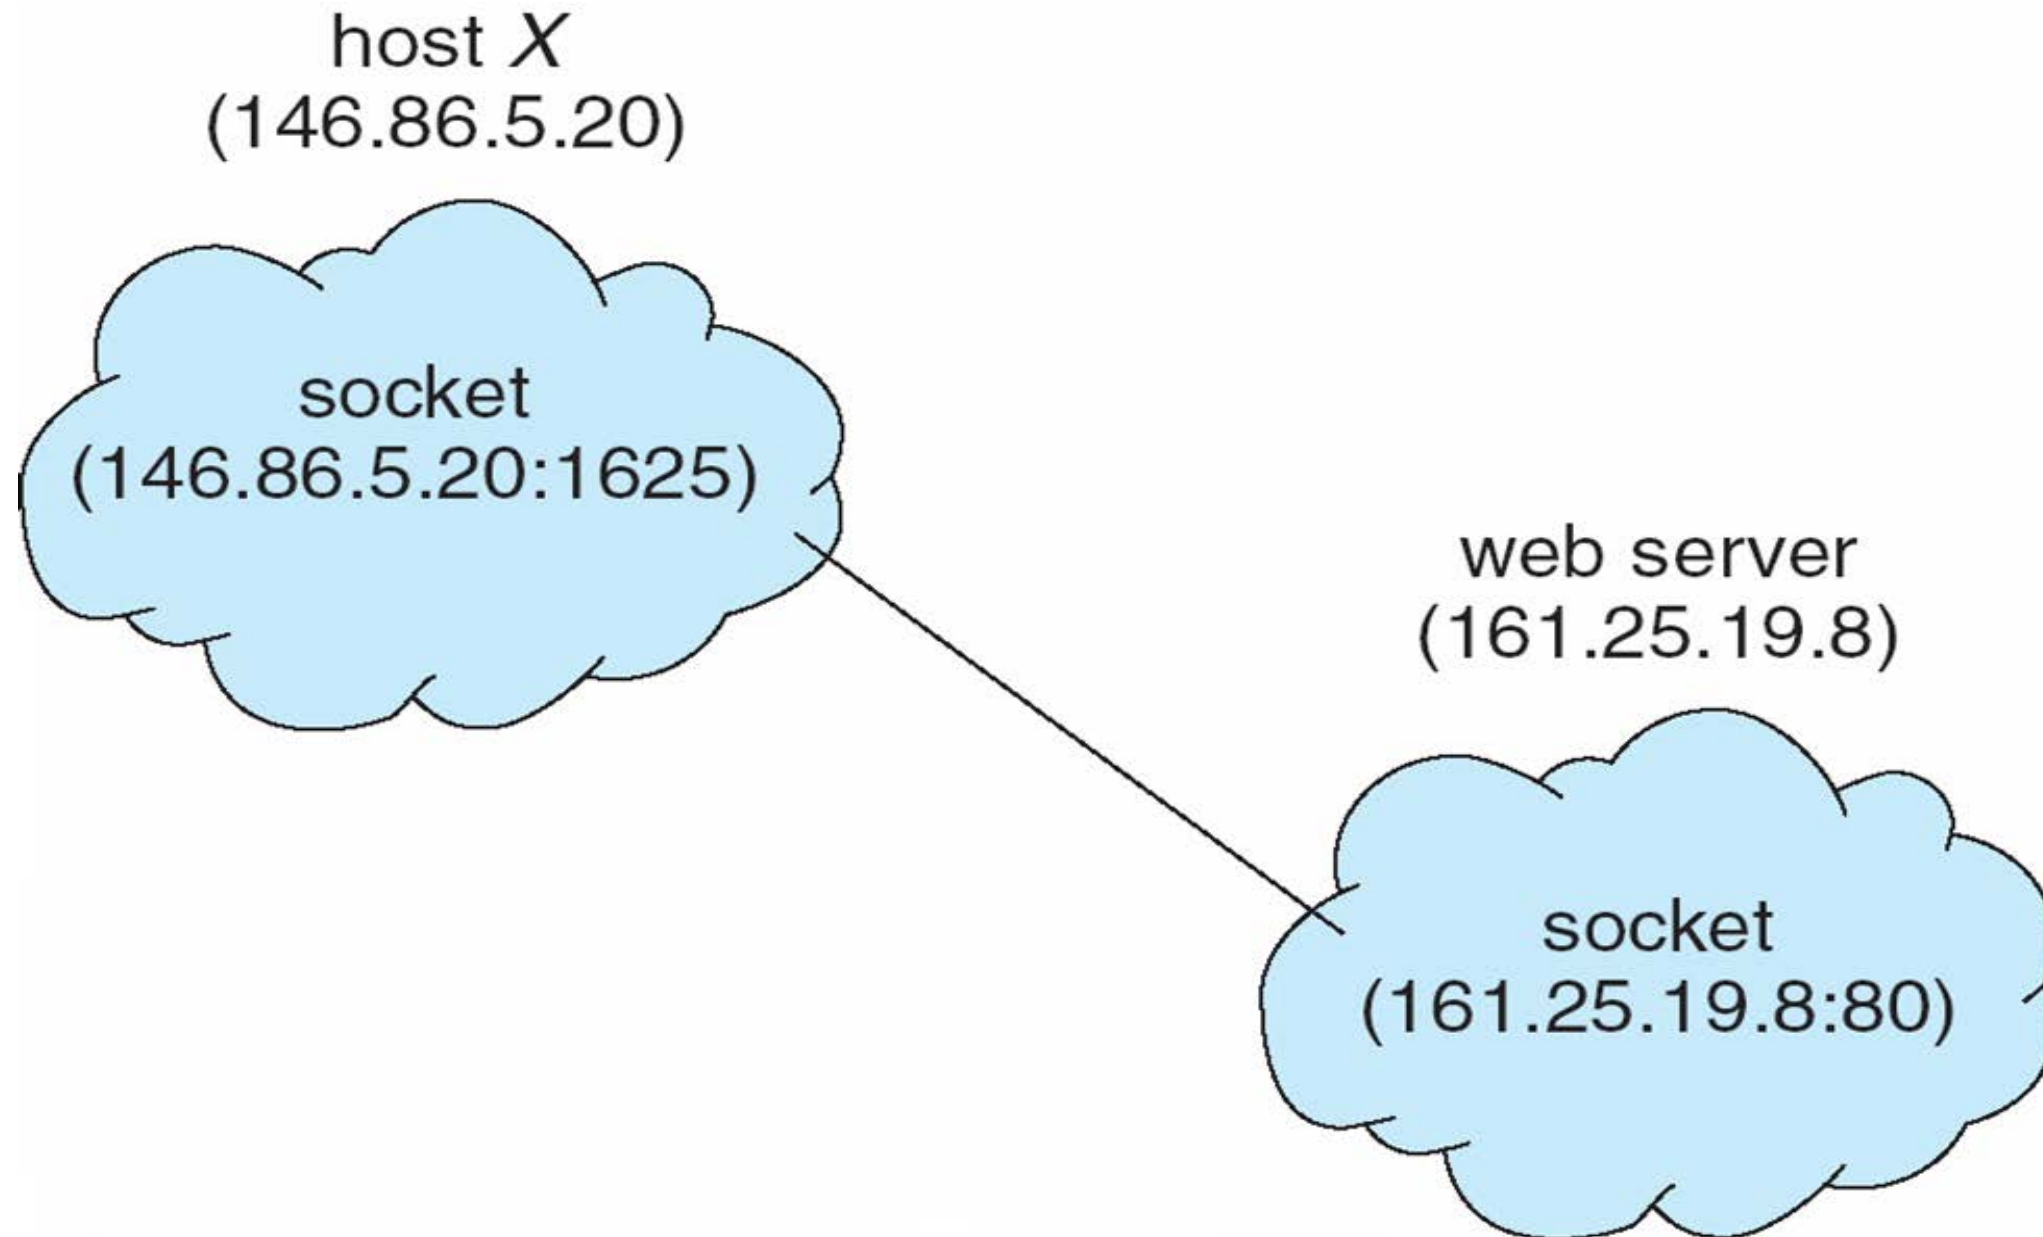 host X
(146.86.5.20)
socket
(146.86.5.20:1625)
web server
(161.25.19.8)
socket
(161.25.19.8:80)